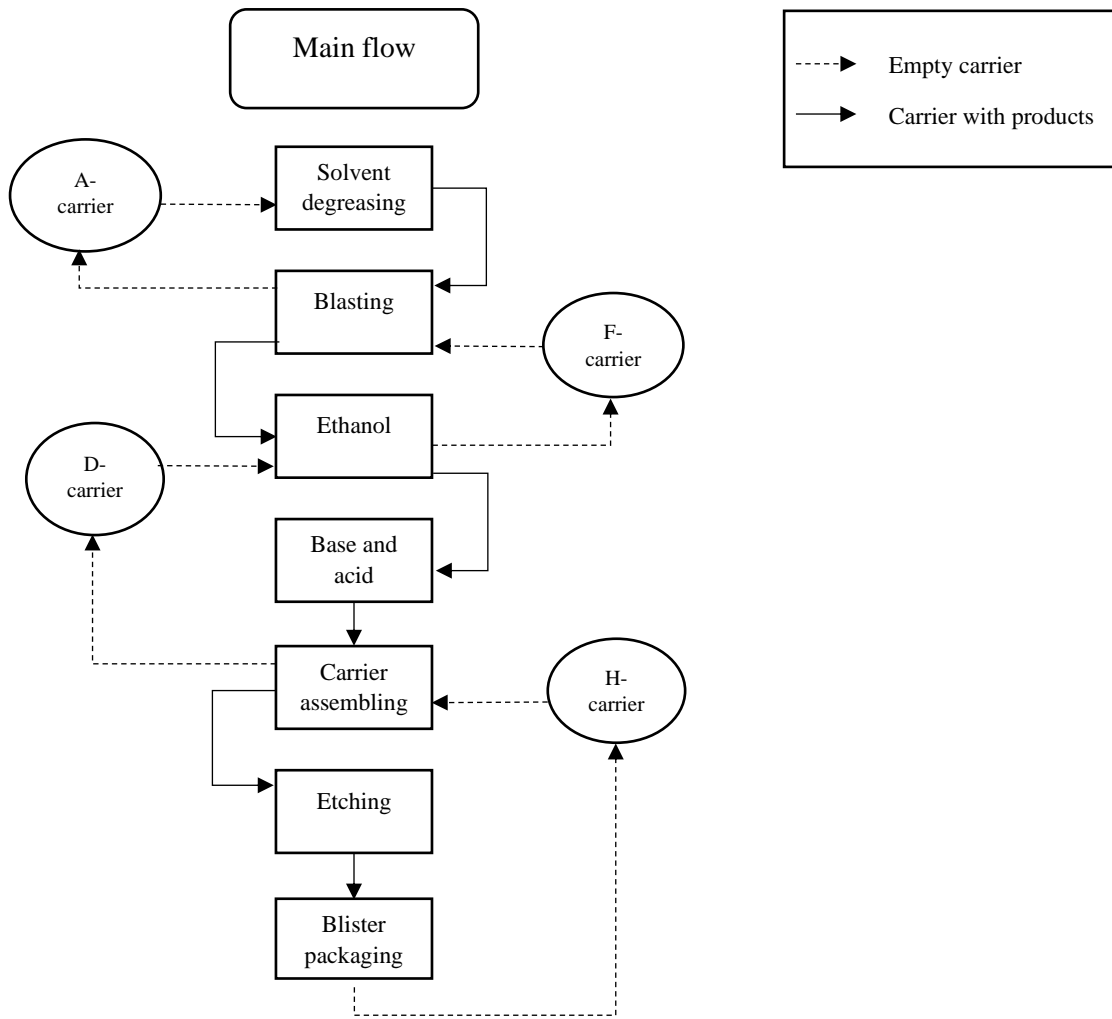 Main flow
Empty carrier
Carrier with products
A-
carrier
Solvent
degreasing
Blasting
F-
carrier
Ethanol
D-
carrier
Base and
acid
Carrier
assembling
H-
carrier
Etching
Blister
packaging